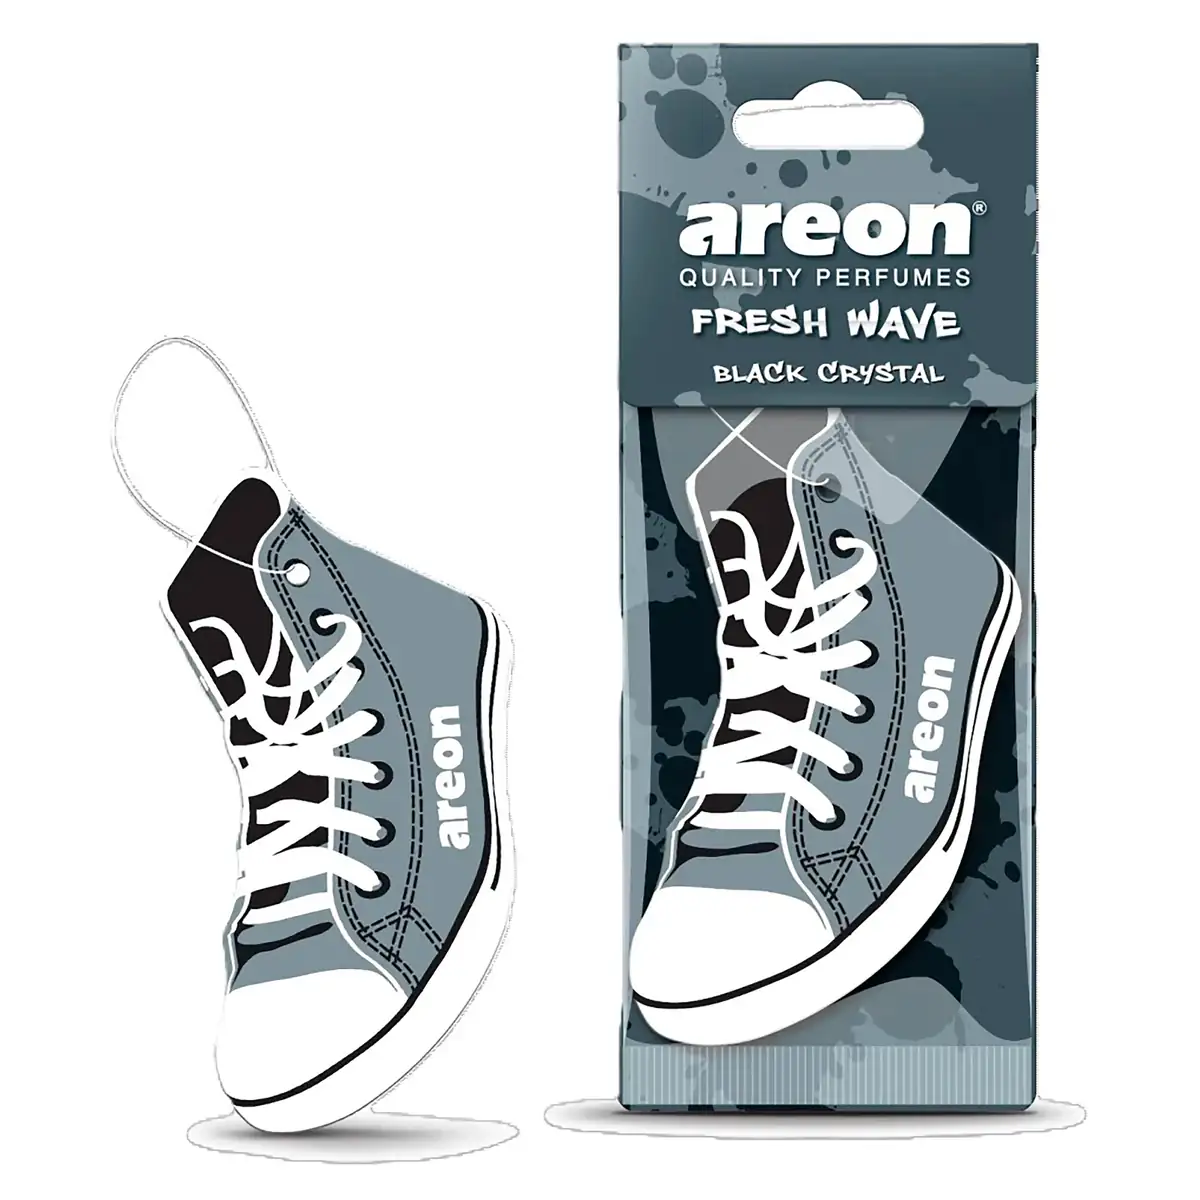 areon®
QUALITY PERFUMES
FRESH WAVE
BLACK CRYSTAL
areon
areon